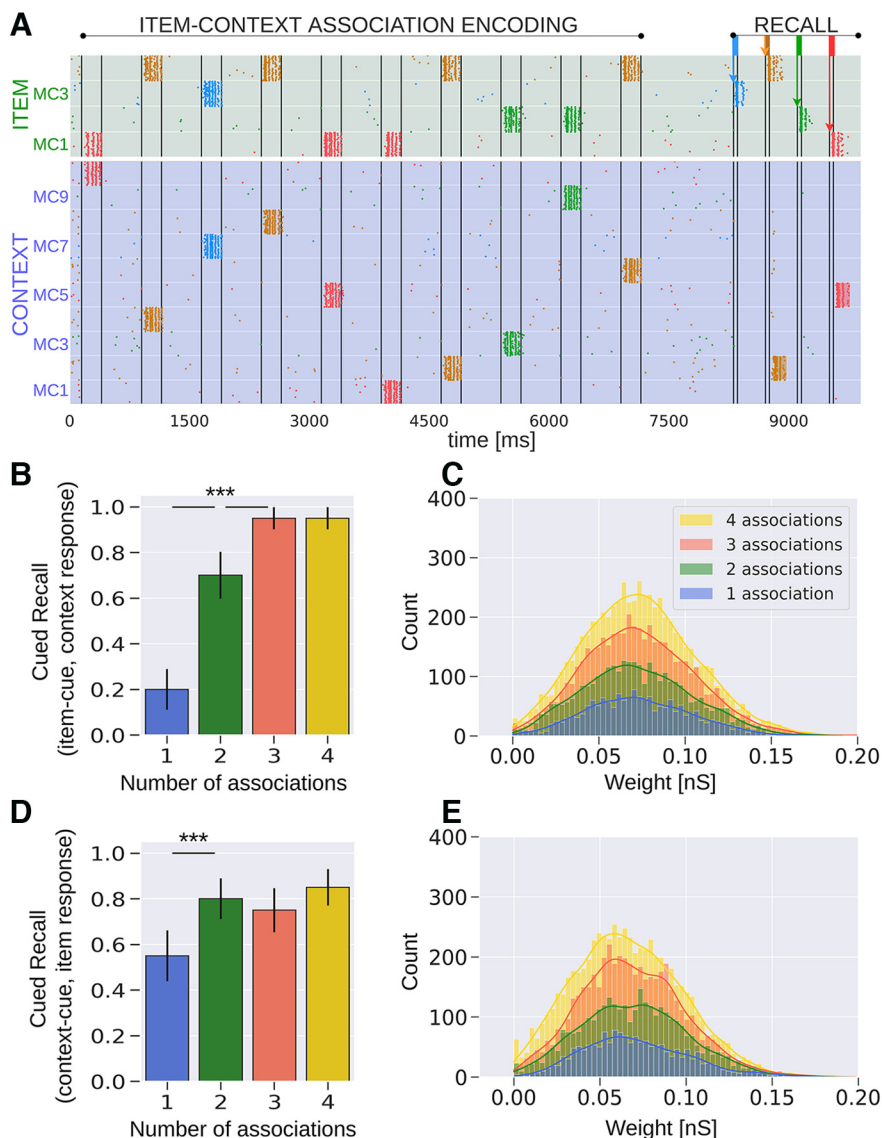 A
ITEM-CONTEXT ASSOCIATION ENCODING
RECALL
ITEM
MC3
MC1
CONTEXT
MC9
MC7
MC5
MC3
MC1
0 1500 3000 4500 6000 7500 9000
time [ms]
B
Cued Recall
(item-cue, context response)
1.0
0.8
0.6
0.4
0.2
0.0
***
1 2 3 4
Number of associations
C
Count
400
300
200
100
0
4 associations
3 associations
2 associations
1 association
0.00 0.05 0.10 0.15 0.20
Weight [nS]
D
Cued Recall
(context-cue, item response)
1.0
0.8
0.6
0.4
0.2
0.0
***
1 2 3 4
Number of associations
E
Count
400
300
200
100
0
0.00 0.05 0.10 0.15 0.20
Weight [nS]